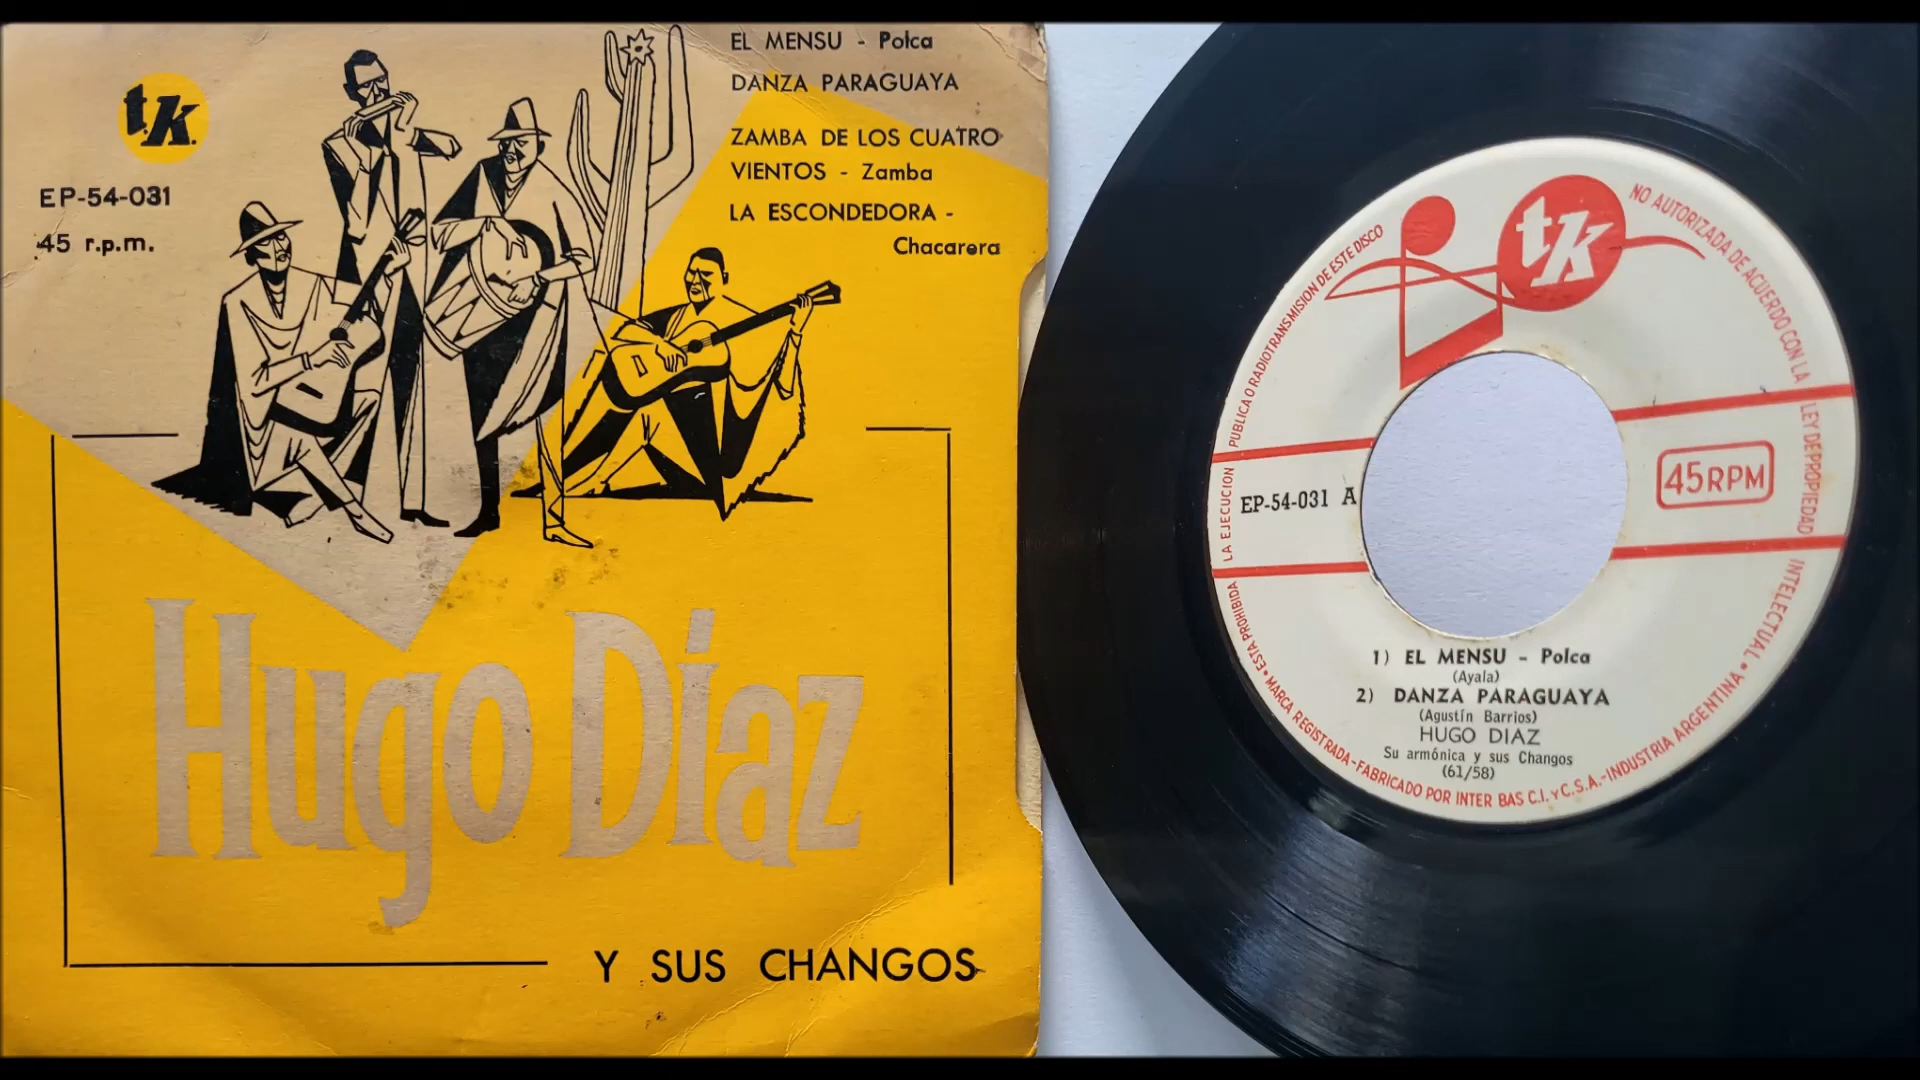 t.k.
EP-54-031
45 r.p.m.
EL MENSU - Polca
DANZA PARAGUAYA
ZAMBA DE LOS CUATRO
VIENTOS - Zamba
LA ESCONDEDORA -
Chacarera
Hugo Díaz
Y SUS CHANGOS
tk
EP-54-031 A
45 RPM
1) EL MENSU - Polca
(Ayala)
2) DANZA PARAGUAYA
(Agustín Barrios)
HUGO DIAZ
Su armónica y sus Changos
(61/58)
ESTA PROHIBIDA LA EJECUCION PUBLICA O RADIOTRANSMISION DE ESTE DISCO NO AUTORIZADA DE ACUERDO CON LA LEY DE PROPIEDAD INTELECTUAL •
MARCA REGISTRADA-FABRICADO POR INTER BAS C.I. Y C.S.A.-INDUSTRIA ARGENTINA •